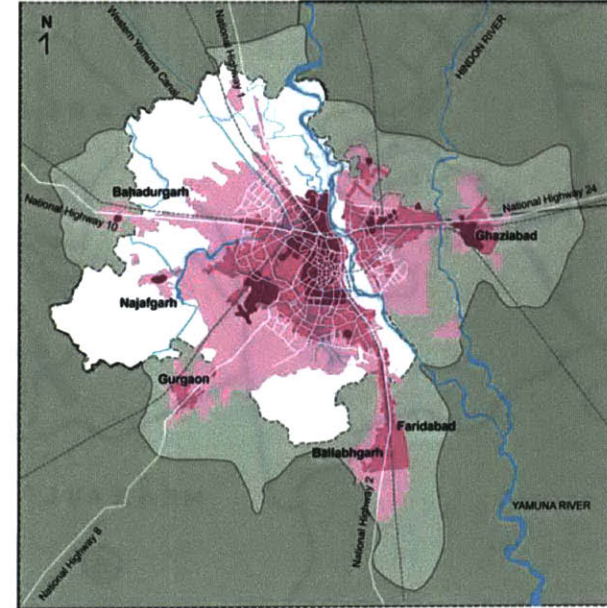 N
Western Yamuna Canal
National Highway 1
HINDON RIVER
Bahadurgarh
National Highway 10
National Highway 24
Ghaziabad
Najafgarh
Gurgaon
Faridabad
Ballabhgarh
National Highway 2
YAMUNA RIVER
National Highway 8